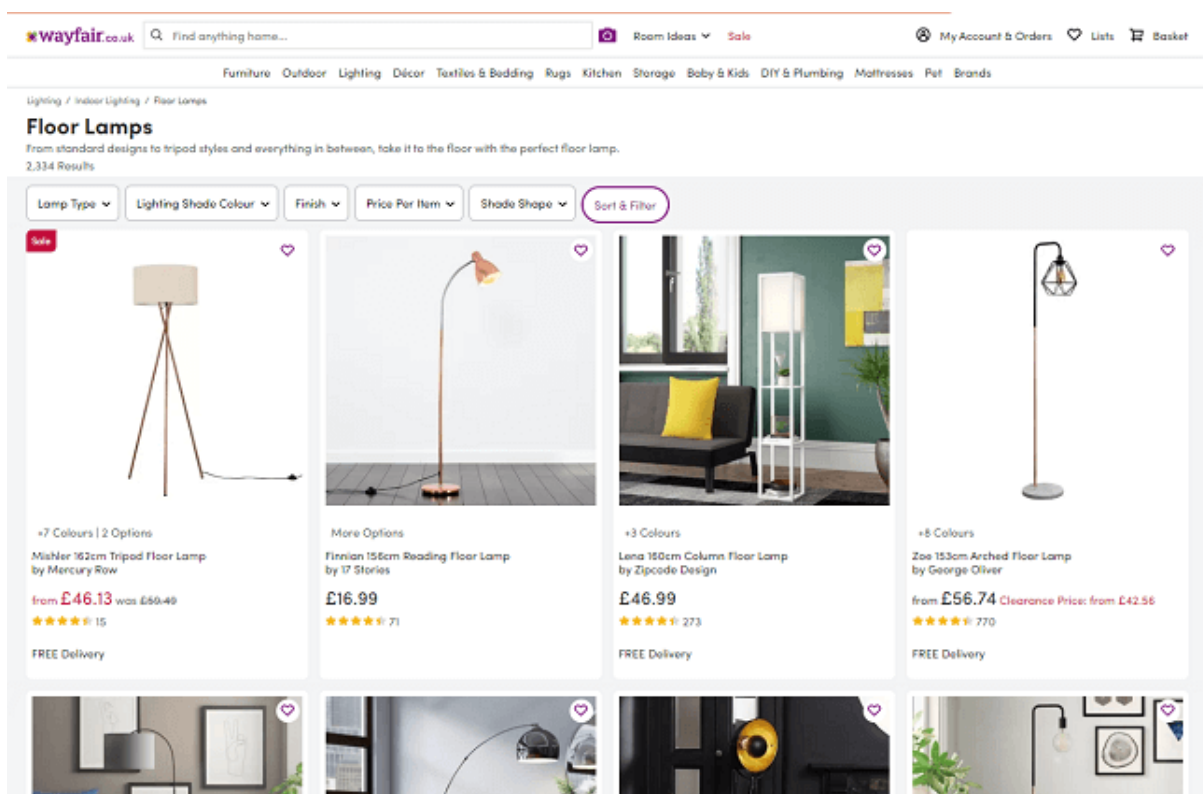 wayfair.co.uk
Find anything home...
Room Ideas
Sale
My Account & Orders
Lists
Basket
Furniture Outdoor Lighting Décor Textiles & Bedding Rugs Kitchen Storage Baby & Kids DIY & Plumbing Mattresses Pet Brands
Lighting / Indoor Lighting / Floor Lamps
Floor Lamps
From standard designs to tripod styles and everything in between, take it to the floor with the perfect floor lamp.
2,334 Results
Lamp Type
Lighting Shade Colour
Finish
Price Per Item
Shade Shape
Sort & Filter
Sale
+7 Colours | 2 Options
Mishler 162cm Tripod Floor Lamp
by Mercury Row
from £46.13 was £59.49
15
FREE Delivery
More Options
Finnian 156cm Reading Floor Lamp
by 17 Stories
£16.99
71
+3 Colours
Lena 160cm Column Floor Lamp
by Zipcode Design
£46.99
273
FREE Delivery
+8 Colours
Zoe 153cm Arched Floor Lamp
by George Oliver
from £56.74 Clearance Price: from £42.56
770
FREE Delivery